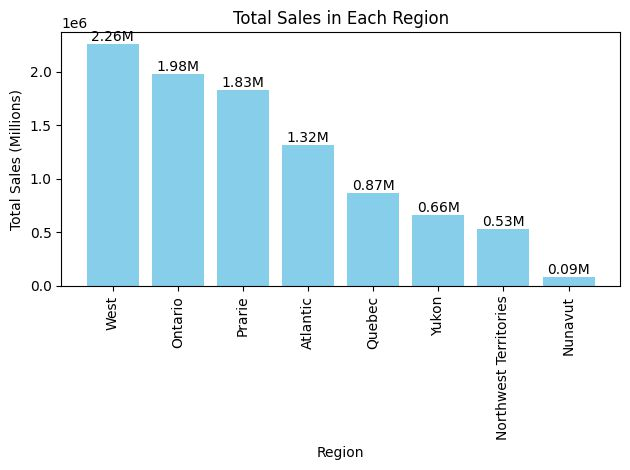 Total Sales in Each Region
1e6
2.26M
1.98M
1.83M
1.32M
0.87M
0.66M
0.53M
0.09M
Total Sales (Millions)
2.0
1.5
1.0
0.5
0.0
West
Ontario
Prarie
Atlantic
Quebec
Yukon
Northwest Territories
Nunavut
Region